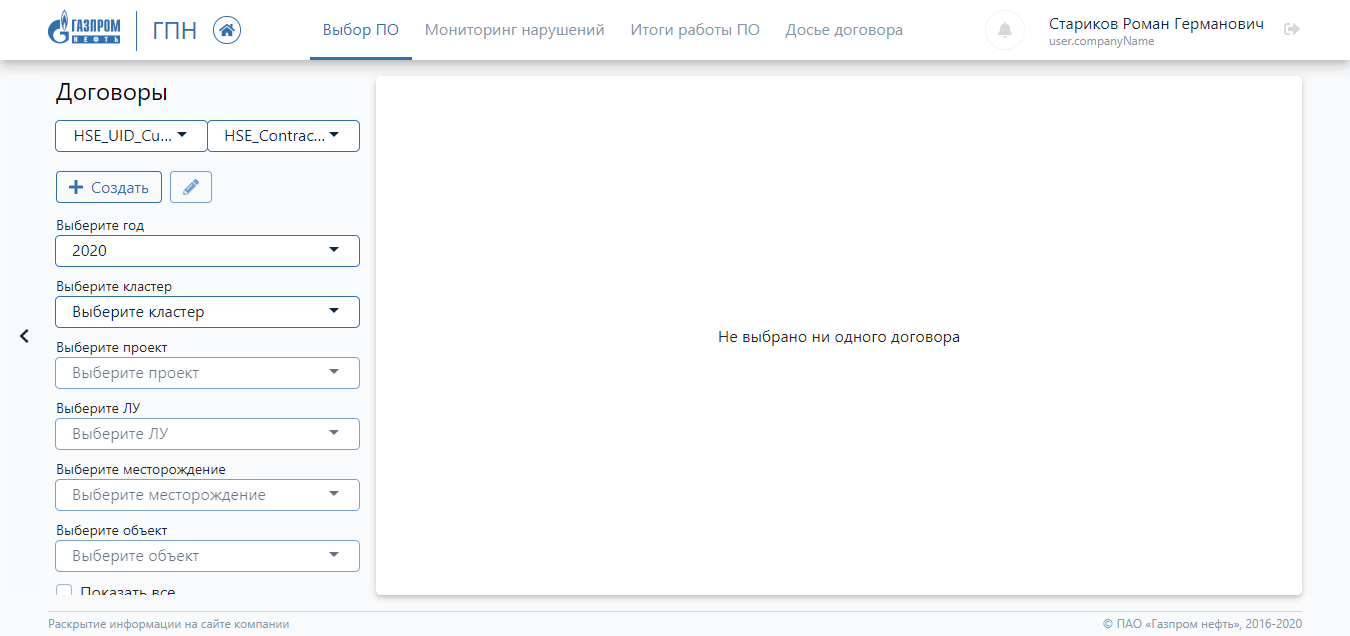 ГАЗПРОМ
НЕФТЬ
ГПН
Выбор ПО
Мониторинг нарушений
Итоги работы ПО
Досье договора
Стариков Роман Германович
user.companyName
Договоры
HSE_UID_Cu...
HSE_Contrac...
Создать
Выберите год
2020
Выберите кластер
Выберите кластер
Выберите проект
Выберите проект
Выберите ЛУ
Выберите ЛУ
Выберите месторождение
Выберите месторождение
Выберите объект
Выберите объект
Показать все
Не выбрано ни одного договора
Раскрытие информации на сайте компании
© ПАО «Газпром нефть», 2016-2020